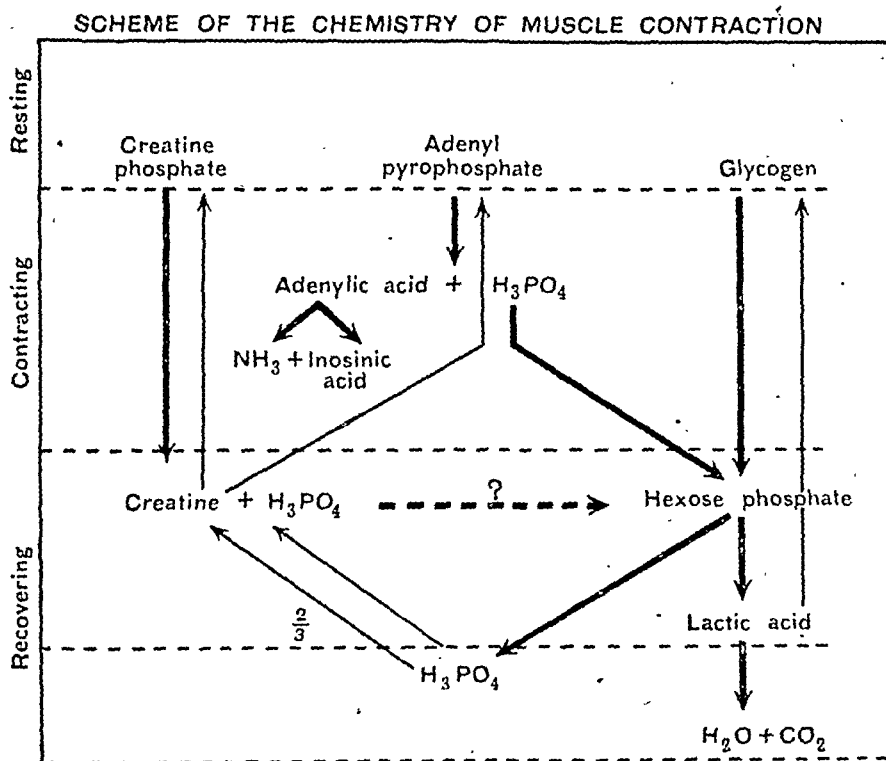 SCHEME OF THE CHEMISTRY OF MUSCLE CONTRACTION
Resting
Creatine
phosphate
Adenyl
pyrophosphate
Glycogen
Contracting
Adenylic acid + H₃PO₄
NH₃ + Inosinic
acid
Creatine + H₃PO₄
?
Hexose phosphate
Recovering
2/3
Lactic acid
H₃PO₄
H₂O + CO₂